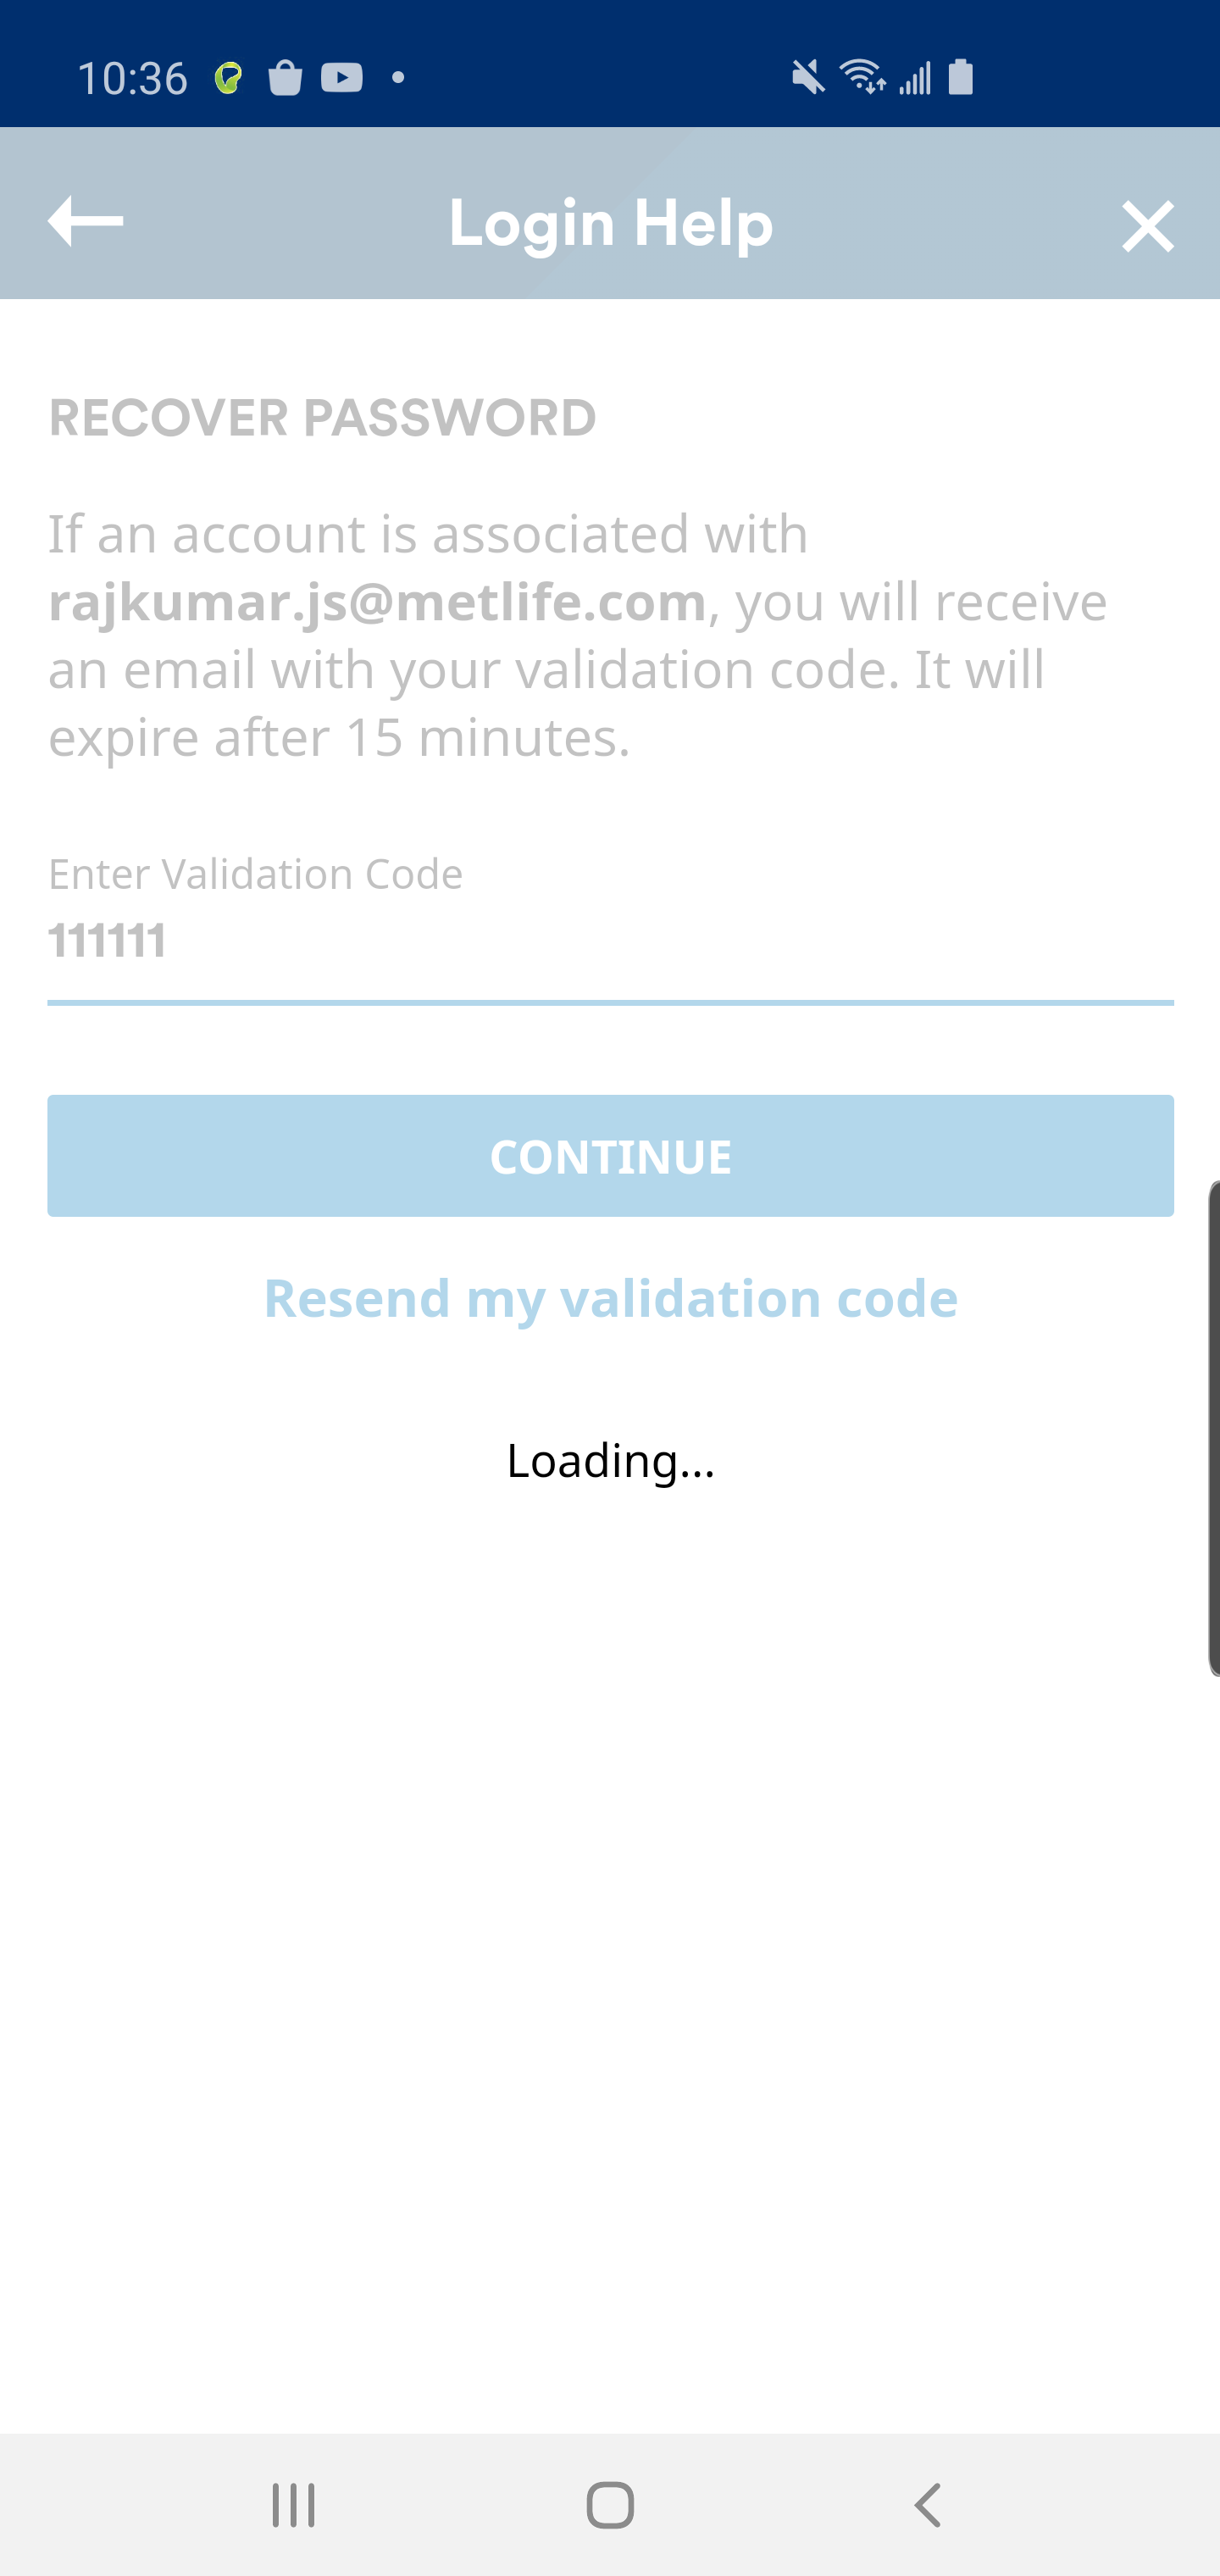 10:36
Login Help
RECOVER PASSWORD
If an account is associated with
rajkumar.js@metlife.com, you will receive
an email with your validation code. It will
expire after 15 minutes.
Enter Validation Code
111111
CONTINUE
Resend my validation code
Loading...